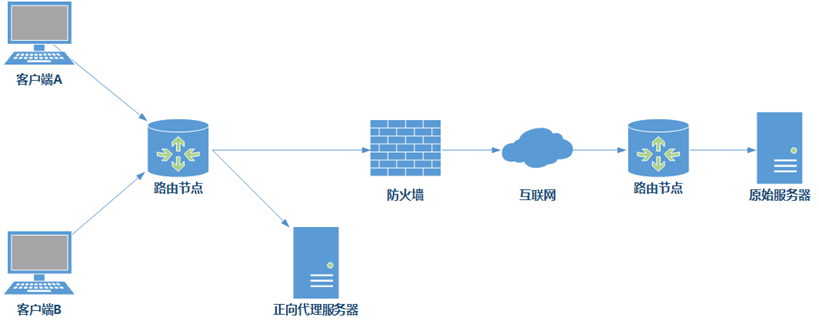 客户端A
路由节点
防火墙
互联网
路由节点
原始服务器
客户端B
正向代理服务器